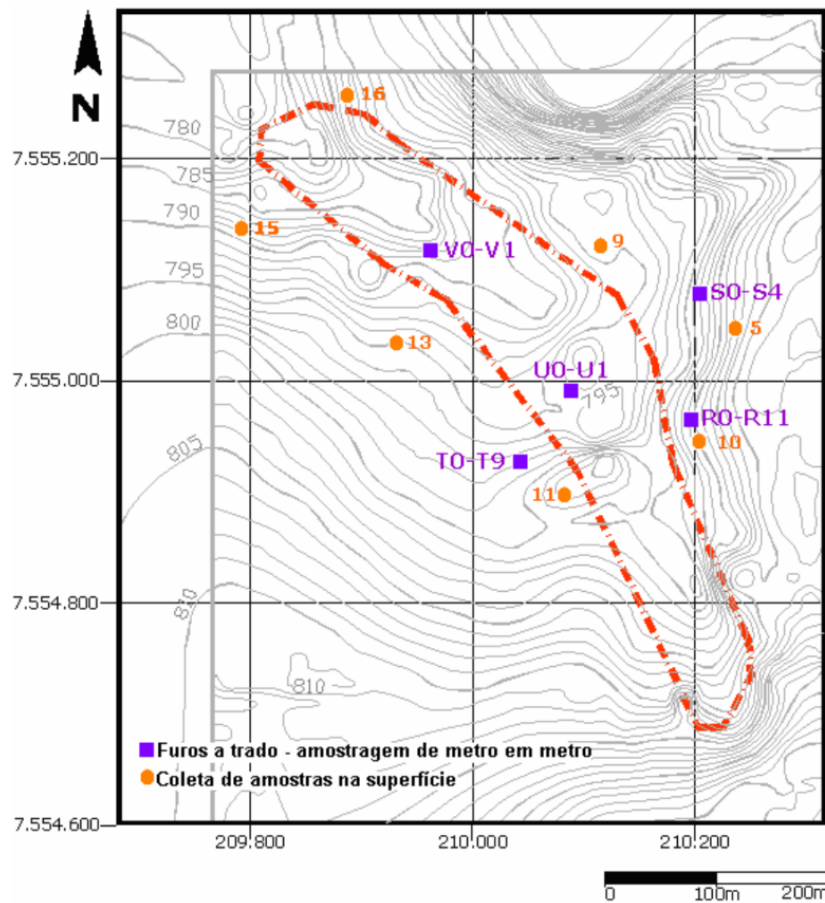 N
16
780
7.555.200
785
790
15
V0-V1
9
795
S0-S4
800
13
5
7.555.000
U0-U1
795
R0-R11
805
T0-T9
10
11
7.554.800
810
810
Furos a trado - amostragem de metro em metro
Coleta de amostras na superfície
7.554.600
209.800
210.000
210.200
0
100m
200m